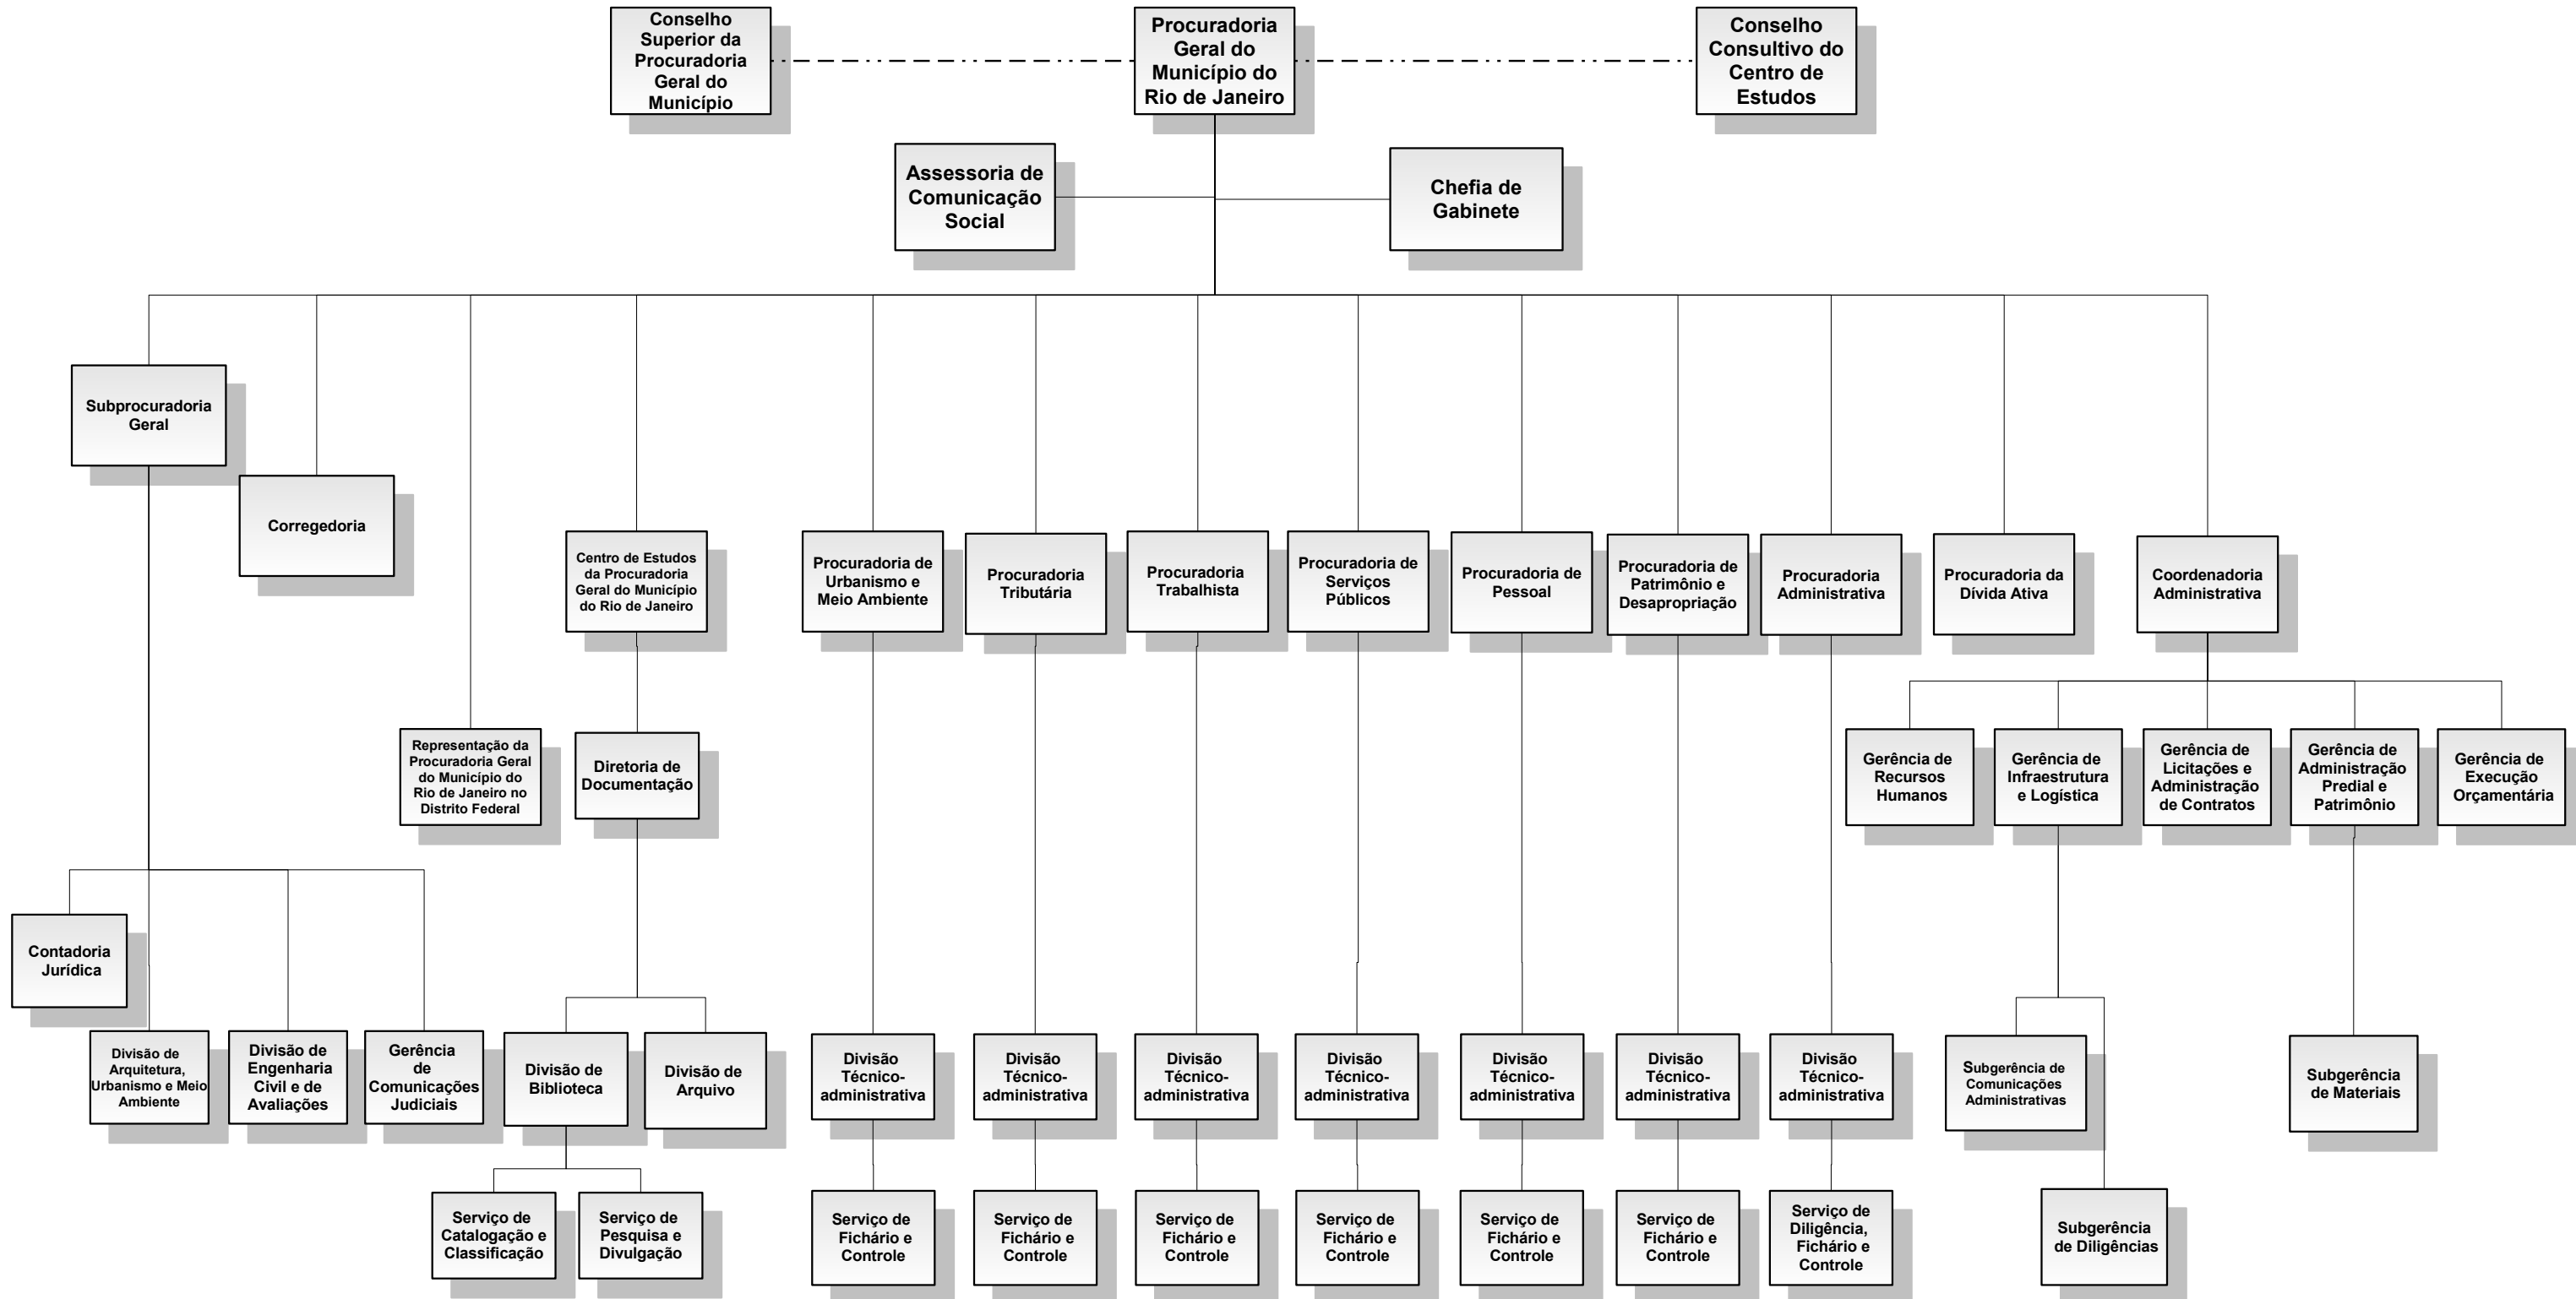 Conselho
Superior da
Procuradoria
Geral do
Município
Procuradoria
Geral do
Município do
Rio de Janeiro
Conselho
Consultivo do
Centro de
Estudos
Assessoria de
Comunicação
Social
Chefia de
Gabinete
Subprocuradoria
Geral
Corregedoria
Centro de Estudos
da Procuradoria
Geral do Município
do Rio de Janeiro
Procuradoria de
Urbanismo e
Meio Ambiente
Procuradoria
Tributária
Procuradoria
Trabalhista
Procuradoria de
Serviços
Públicos
Procuradoria de
Pessoal
Procuradoria de
Patrimônio e
Desapropriação
Procuradoria
Administrativa
Procuradoria da
Dívida Ativa
Coordenadoria
Administrativa
Representação da
Procuradoria Geral
do Município do
Rio de Janeiro no
Distrito Federal
Diretoria de
Documentação
Gerência de
Recursos
Humanos
Gerência de
Infraestrutura
e Logística
Gerência de
Licitações e
Administração
de Contratos
Gerência de
Administração
Predial e
Patrimônio
Gerência de
Execução
Orçamentária
Contadoria
Jurídica
Divisão de
Arquitetura,
Urbanismo e Meio
Ambiente
Divisão de
Engenharia
Civil e de
Avaliações
Gerência
de
Comunicações
Judiciais
Divisão de
Biblioteca
Divisão de
Arquivo
Divisão
Técnico-
administrativa
Divisão
Técnico-
administrativa
Divisão
Técnico-
administrativa
Divisão
Técnico-
administrativa
Divisão
Técnico-
administrativa
Divisão
Técnico-
administrativa
Divisão
Técnico-
administrativa
Subgerência de
Comunicações
Administrativas
Subgerência
de Materiais
Serviço de
Catalogação e
Classificação
Serviço de
Pesquisa e
Divulgação
Serviço de
Fichário e
Controle
Serviço de
Fichário e
Controle
Serviço de
Fichário e
Controle
Serviço de
Fichário e
Controle
Serviço de
Fichário e
Controle
Serviço de
Fichário e
Controle
Serviço de
Diligência,
Fichário e
Controle
Subgerência
de Diligências